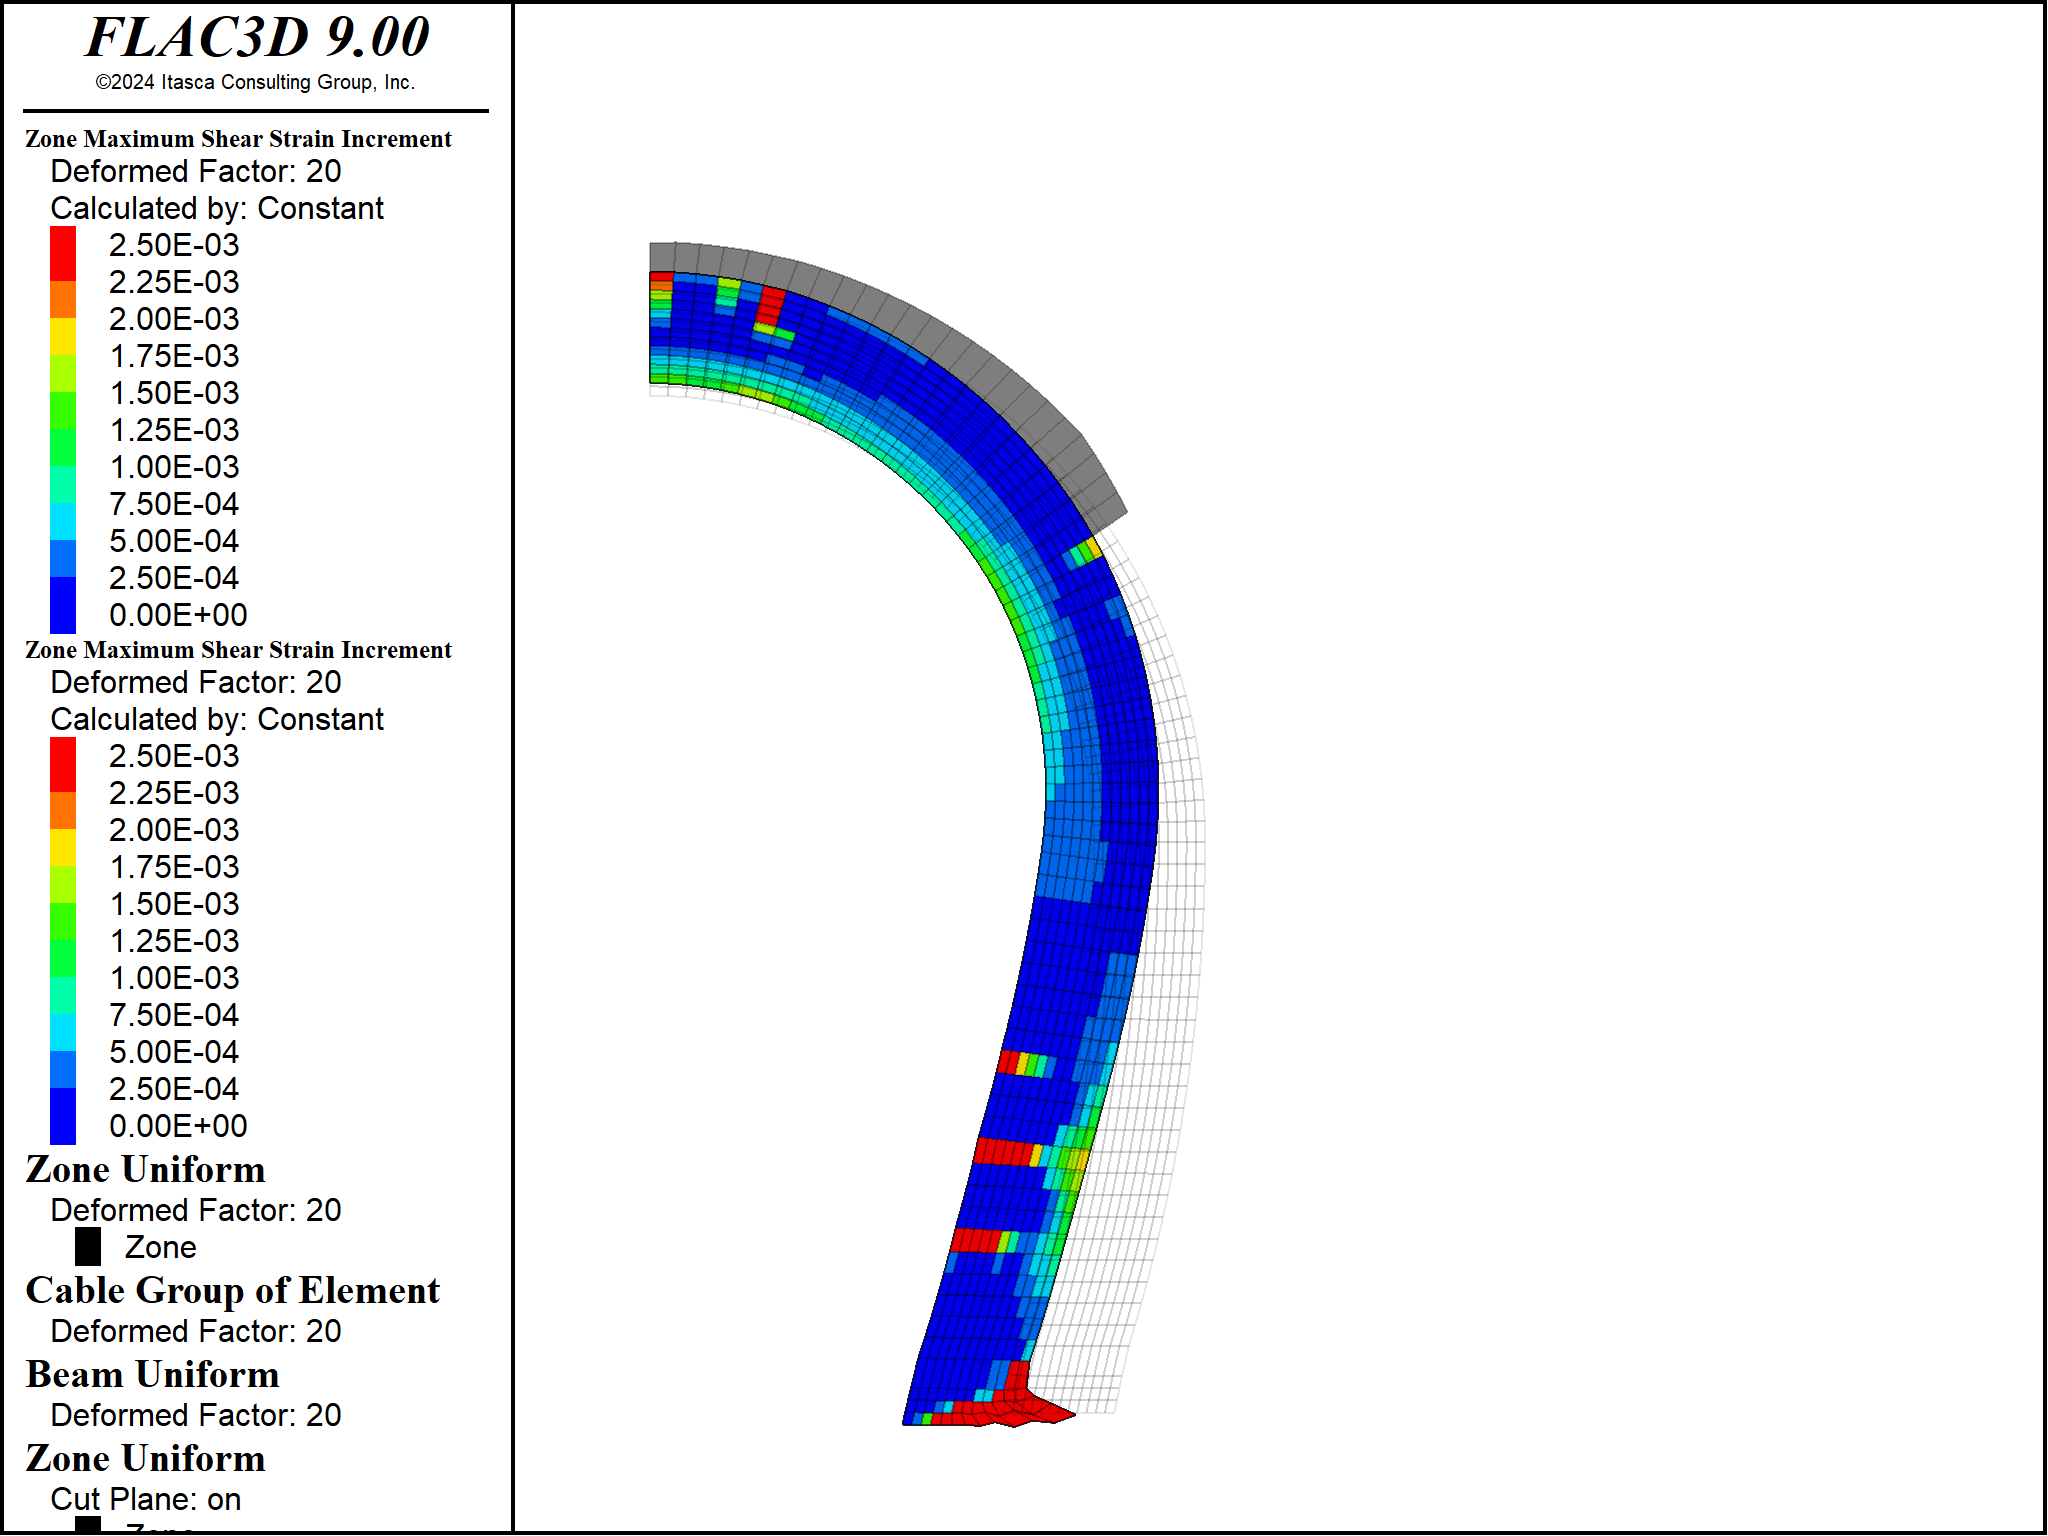 FLAC3D 9.00
©2024 Itasca Consulting Group, Inc.
Zone Maximum Shear Strain Increment
Deformed Factor: 20
Calculated by: Constant
2.50E-03
2.25E-03
2.00E-03
1.75E-03
1.50E-03
1.25E-03
1.00E-03
7.50E-04
5.00E-04
2.50E-04
0.00E+00
Zone Maximum Shear Strain Increment
Deformed Factor: 20
Calculated by: Constant
2.50E-03
2.25E-03
2.00E-03
1.75E-03
1.50E-03
1.25E-03
1.00E-03
7.50E-04
5.00E-04
2.50E-04
0.00E+00
Zone Uniform
Deformed Factor: 20
Zone
Cable Group of Element
Deformed Factor: 20
Beam Uniform
Deformed Factor: 20
Zone Uniform
Cut Plane: on